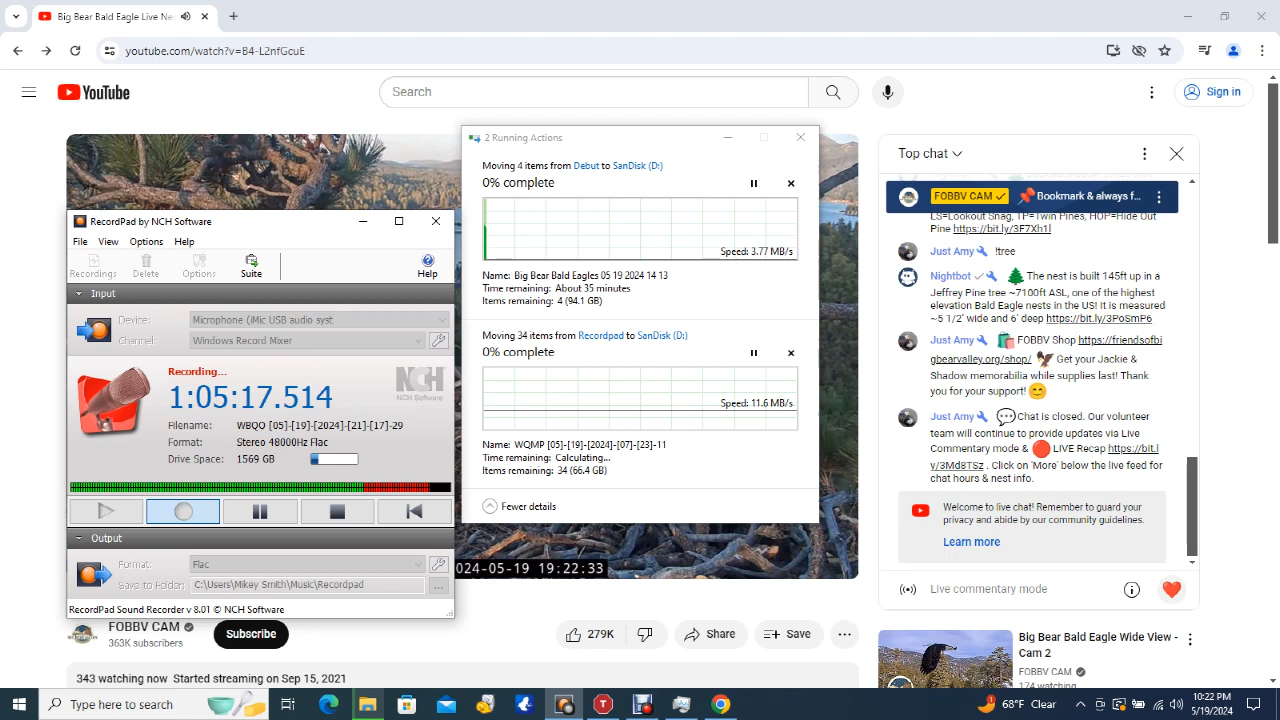 Big Bear Bald Eagle Live Ne
youtube.com/watch?v=B4-L2nfGcuE
YouTube
Search
Sign in
2 Running Actions
Moving 4 items from Debut to SanDisk (D:)
0% complete
Speed: 3.77 MB/s
Name: Big Bear Bald Eagles 05 19 2024 14 13
Time remaining: About 35 minutes
Items remaining: 4 (94.1 GB)
Moving 34 items from Recordpad to SanDisk (D:)
0% complete
Speed: 11.6 MB/s
Name: WQMP [05]-[19]-[2024]-[07]-[23]-11
Time remaining: Calculating...
Items remaining: 34 (66.4 GB)
Fewer details
RecordPad by NCH Software
File View Options Help
Recordings Delete Options Suite Help
Input
Device: Microphone (iMic USB audio syst
Channel: Windows Record Mixer
Recording...
1:05:17.514
NCH
NCH Software
Filename: WBQQ [05]-[19]-[2024]-[21]-[17]-29
Format: Stereo 48000Hz Flac
Drive Space: 1569 GB
Output
Format: Flac
Save to Folder: C:\Users\Mikey Smith\Music\Recordpad
...
RecordPad Sound Recorder v 8.01 © NCH Software
024-05-19 19:22:33
FOBBV CAM
363K subscribers
Subscribe
279K
Share
Save
343 watching now Started streaming on Sep 15, 2021
Top chat
FOBBV CAM Bookmark & always f...
LS=Lookout Snag, TP=Twin Pines, HOP=Hide Out
Pine https://bit.ly/3F7Xh1l
Just Amy !tree
Nightbot The nest is built 145ft up in a
Jeffrey Pine tree ~7100ft ASL, one of the highest
elevation Bald Eagle nests in the US! It is measured
~5 1/2' wide and 6' deep https://bit.ly/3PoSmP6
Just Amy FOBBV Shop https://friendsofbi
gbearvalley.org/shop/ Get your Jackie &
Shadow memorabilia while supplies last! Thank
you for your support!
Just Amy Chat is closed. Our volunteer
team will continue to provide updates via Live
Commentary mode & LIVE Recap https://bit.l
y/3Md8TSz . Click on 'More' below the live feed for
chat hours & nest info.
Welcome to live chat! Remember to guard your
privacy and abide by our community guidelines.
Learn more
Live commentary mode
Big Bear Bald Eagle Wide View -
Cam 2
FOBBV CAM
174 watching
Type here to search
68°F Clear
10:22 PM
5/19/2024